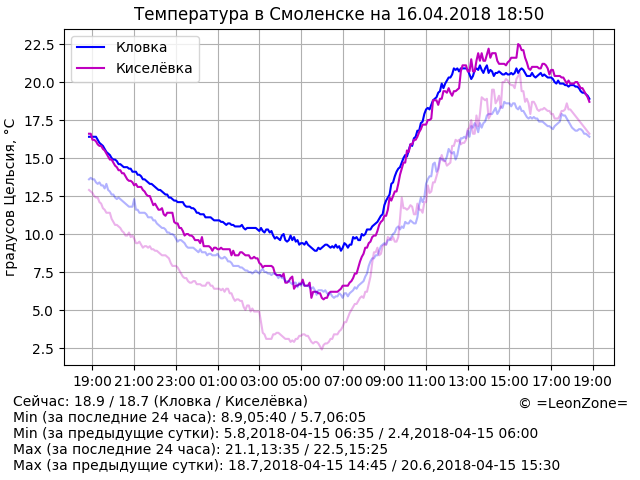 Температура в Смоленске на 16.04.2018 18:50
Кловка
Киселёвка
градусов Цельсия, °C
22.5
20.0
17.5
15.0
12.5
10.0
7.5
5.0
2.5
19:00 21:00 23:00 01:00 03:00 05:00 07:00 09:00 11:00 13:00 15:00 17:00 19:00
Сейчас: 18.9 / 18.7 (Кловка / Киселёвка)
© =LeonZone=
Min (за последние 24 часа): 8.9,05:40 / 5.7,06:05
Min (за предыдущие сутки): 5.8,2018-04-15 06:35 / 2.4,2018-04-15 06:00
Max (за последние 24 часа): 21.1,13:35 / 22.5,15:25
Max (за предыдущие сутки): 18.7,2018-04-15 14:45 / 20.6,2018-04-15 15:30